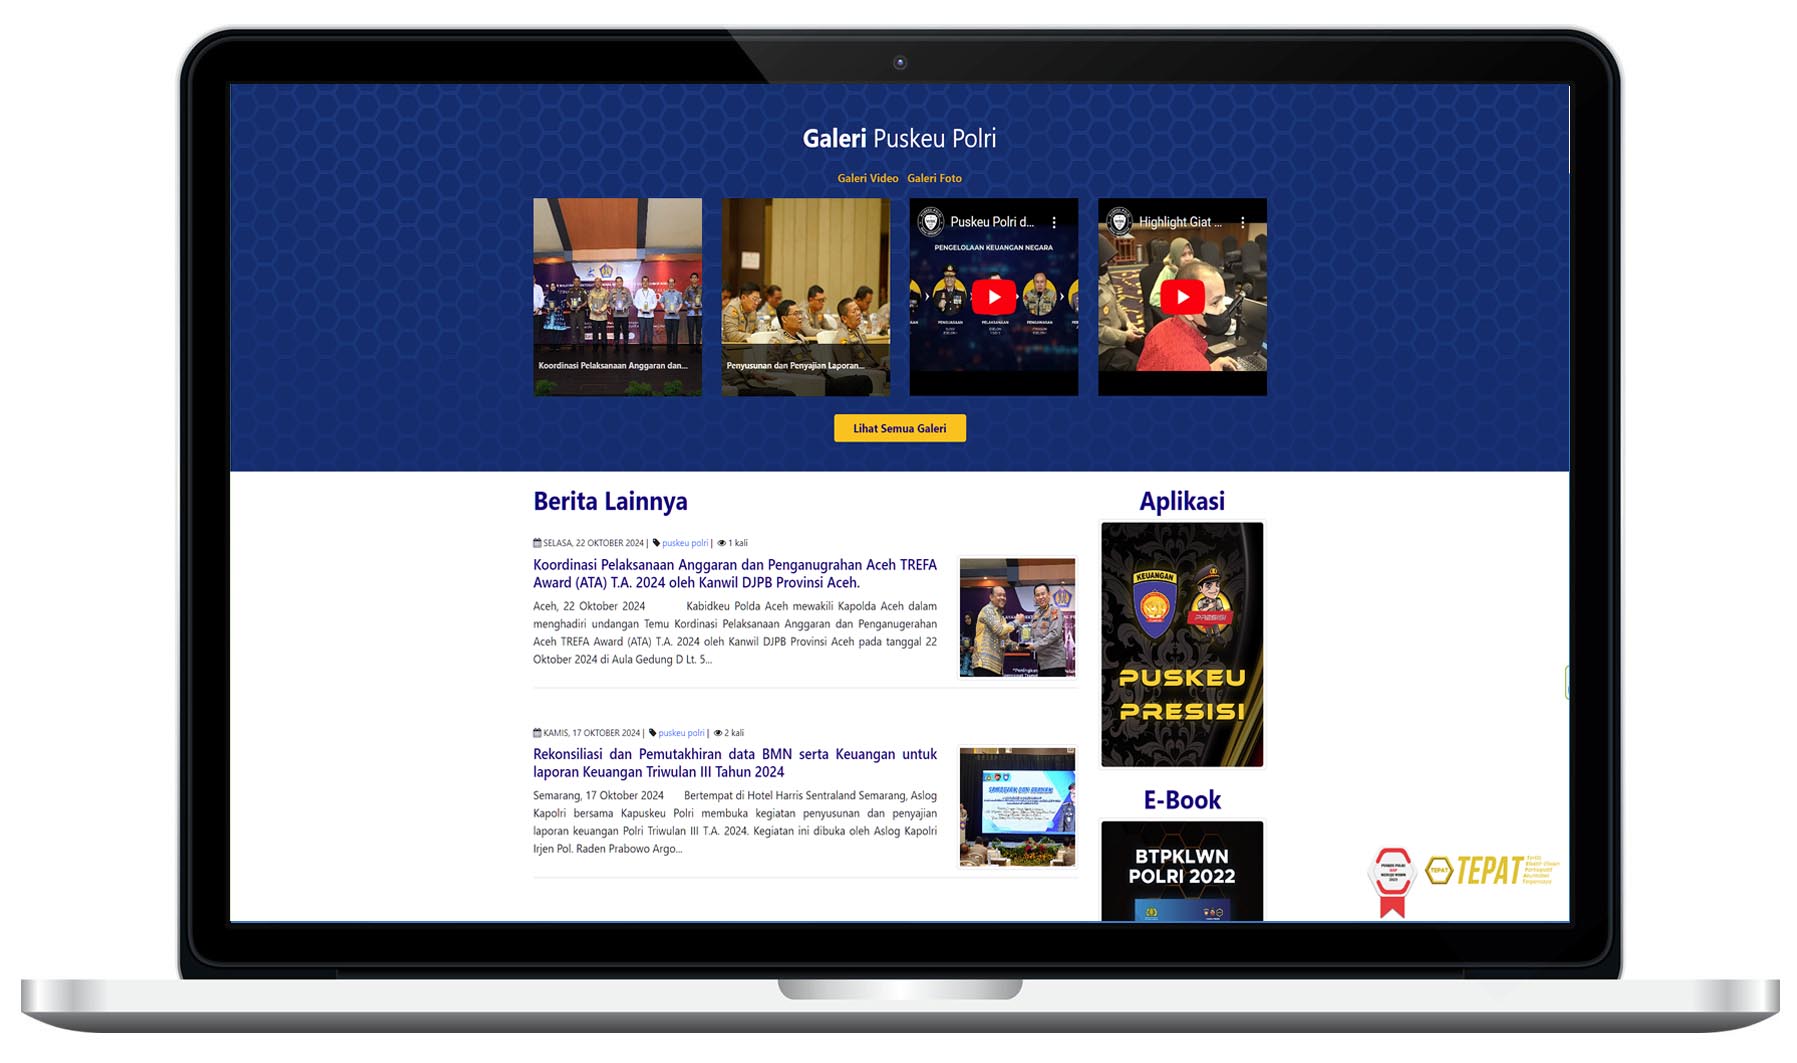 Galeri Puskeu Polri
Galeri Video Galeri Foto
Koordinasi Pelaksanaan Anggaran dan...
Penyusunan dan Penyajian Laporan...
Puskeu Polri d...
PENGELOLAAN KEUANGAN NEGARA
Highlight Giat ...
Lihat Semua Galeri
Berita Lainnya
SELASA, 22 OKTOBER 2024 | puskeu polri | 1 kali
Koordinasi Pelaksanaan Anggaran dan Penganugrahan Aceh TREFA
Award (ATA) T.A. 2024 oleh Kanwil DJPB Provinsi Aceh.
Aceh, 22 Oktober 2024 Kabidkeu Polda Aceh mewakili Kapolda Aceh dalam
menghadiri undangan Temu Kordinasi Pelaksanaan Anggaran dan Penganugerahan
Aceh TREFA Award (ATA) T.A. 2024 oleh Kanwil DJPB Provinsi Aceh pada tanggal 22
Oktober 2024 di Aula Gedung D Lt. 5...
KAMIS, 17 OKTOBER 2024 | puskeu polri | 2 kali
Rekonsiliasi dan Pemutakhiran data BMN serta Keuangan untuk
laporan Keuangan Triwulan III Tahun 2024
Semarang, 17 Oktober 2024 Bertempat di Hotel Harris Sentraland Semarang, Aslog
Kapolri bersama Kapuskeu Polri membuka kegiatan penyusunan dan penyajian
laporan keuangan Polri Triwulan III T.A. 2024. Kegiatan ini dibuka oleh Aslog Kapolri
Irjen Pol. Raden Prabowo Argo...
Aplikasi
KEUANGAN
PRESISI
PUSKEU
PRESISI
E-Book
BTPKLWN
POLRI 2022
TEPAT
TEPAT